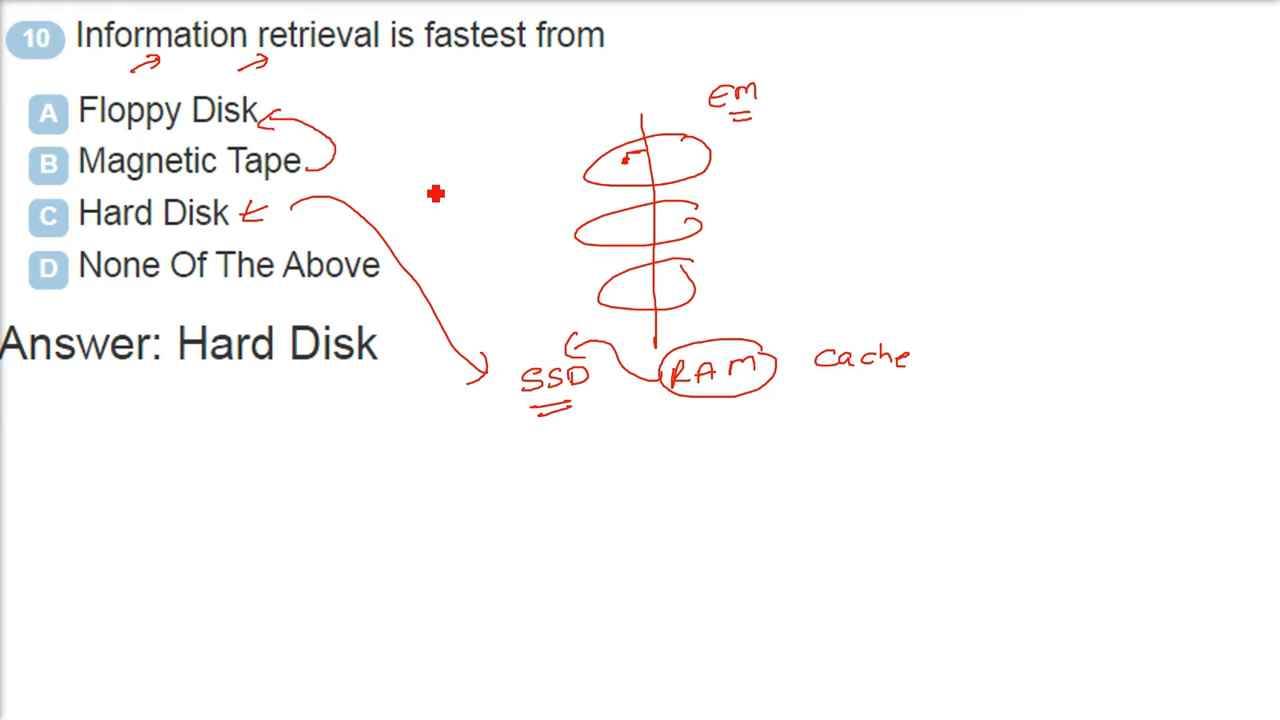 10 Information retrieval is fastest from
A Floppy Disk
B Magnetic Tape
C Hard Disk
D None Of The Above
Answer: Hard Disk
EM
SSD RAM Cache